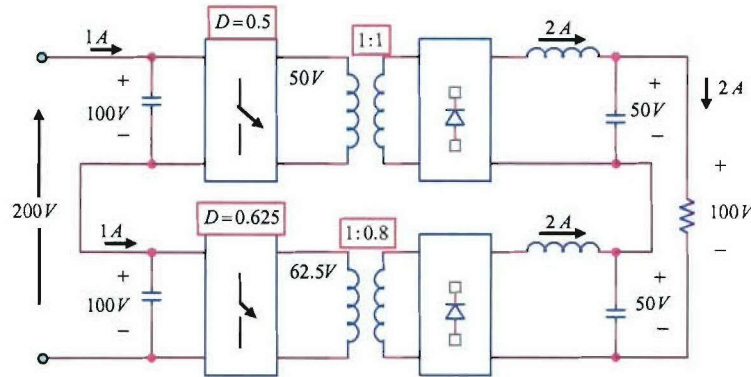 1A
D=0.5
1:1
2A
+
100V
−
50V
+
50V
−
2A
200V
+
100V
−
1A
D=0.625
1:0.8
2A
+
100V
−
62.5V
+
50V
−